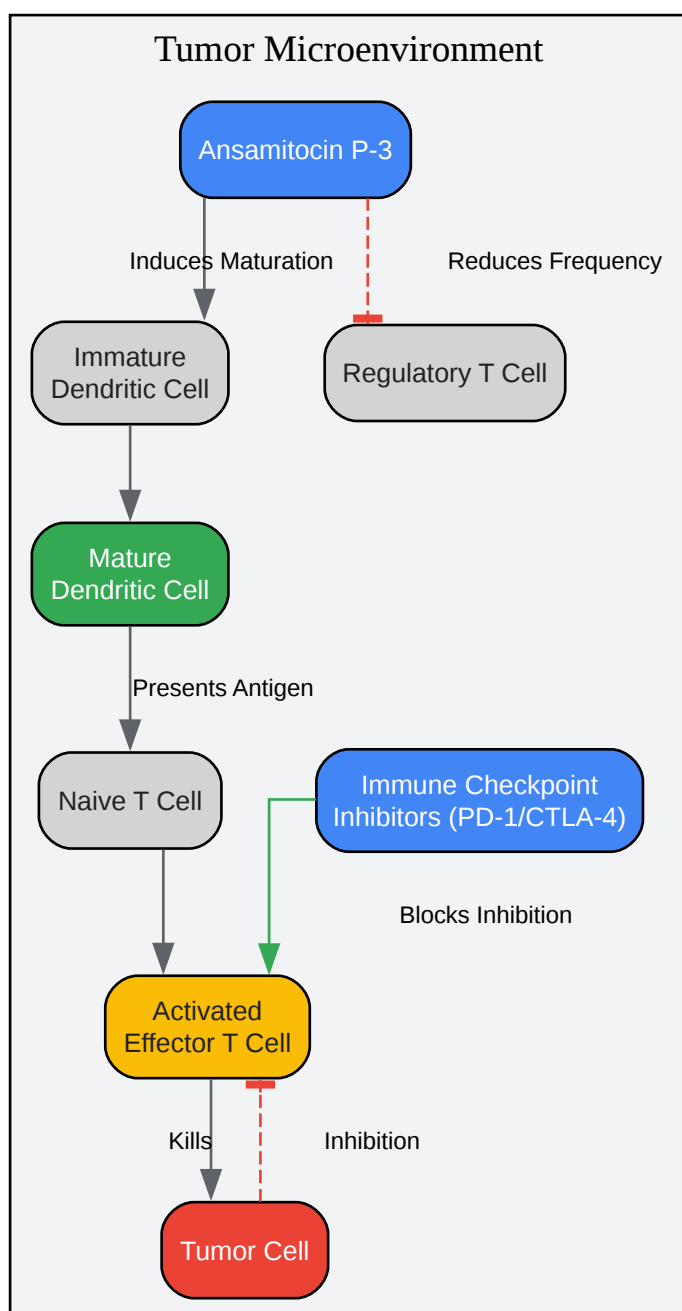 Tumor Microenvironment
Ansamitocin P-3
Induces Maturation
Reduces Frequency
Immature
Dendritic Cell
Regulatory T Cell
Mature
Dendritic Cell
Presents Antigen
Naive T Cell
Immune Checkpoint
Inhibitors (PD-1/CTLA-4)
Blocks Inhibition
Activated
Effector T Cell
Kills
Inhibition
Tumor Cell